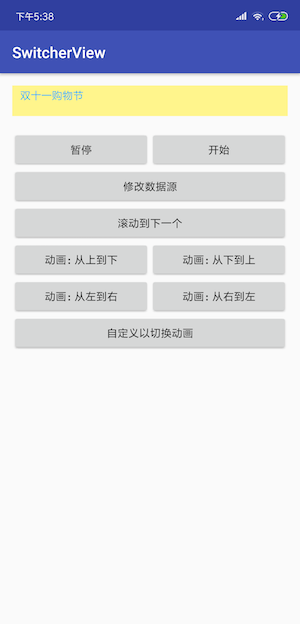 下午5:38
SwitcherView
双十一购物节
暂停 开始
修改数据源
滚动到下一个
动画：从上到下 动画：从下到上
动画：从左到右 动画：从右到左
自定义以切换动画